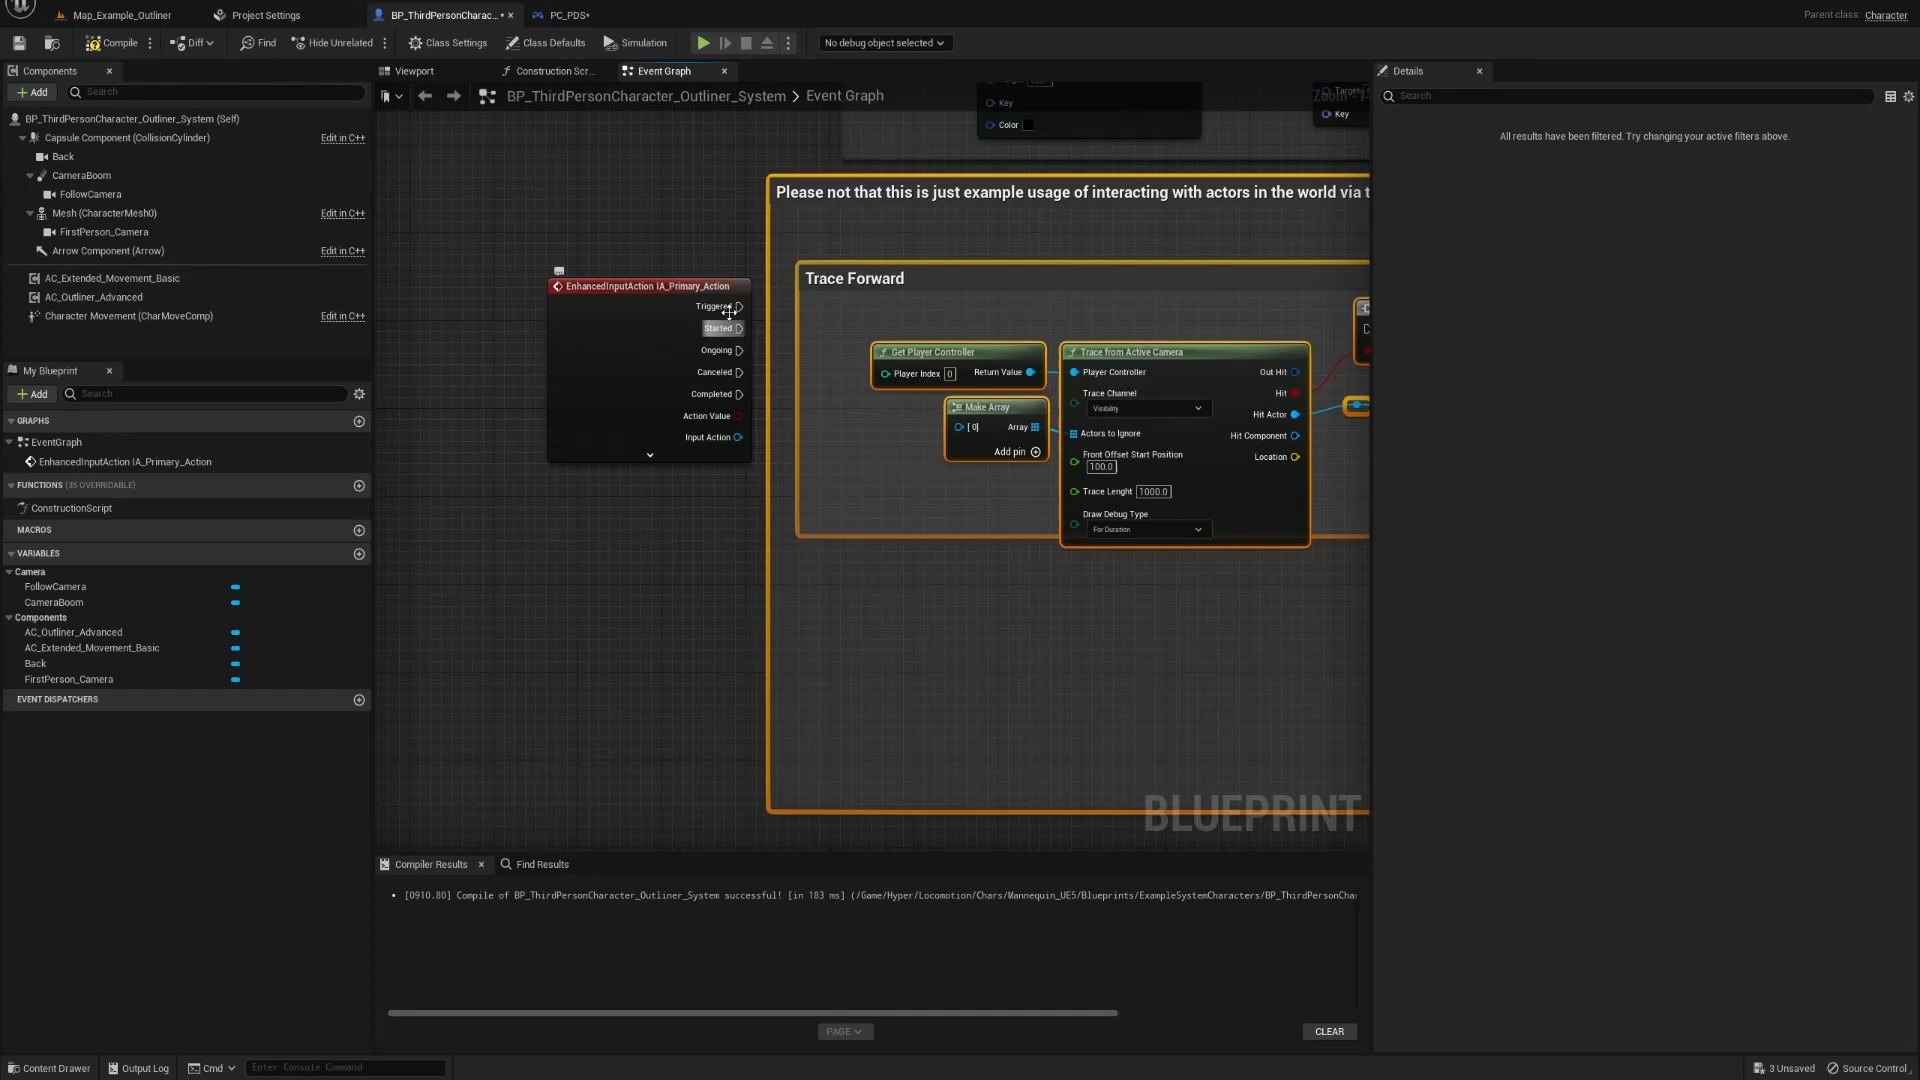 Map_Example_Outliner
Project Settings
BP_ThirdPersonCharac... *
PC_PDS*
Parent class: Character
Compile
Diff
Find
Hide Unrelated
Class Settings
Class Defaults
Simulation
No debug object selected
Components
Add
Search
BP_ThirdPersonCharacter_Outliner_System (Self)
Capsule Component (CollisionCylinder)
Edit in C++
Back
CameraBoom
FollowCamera
Mesh (CharacterMesh0)
Edit in C++
FirstPerson_Camera
Arrow Component (Arrow)
Edit in C++
AC_Extended_Movement_Basic
AC_Outliner_Advanced
Character Movement (CharMoveComp)
Edit in C++
My Blueprint
Add
Search
GRAPHS
EventGraph
EnhancedInputAction IA_Primary_Action
FUNCTIONS (35 OVERRIDABLE)
ConstructionScript
MACROS
VARIABLES
Camera
FollowCamera
CameraBoom
Components
AC_Outliner_Advanced
AC_Extended_Movement_Basic
Back
FirstPerson_Camera
EVENT DISPATCHERS
Viewport
Construction Scr...
Event Graph
BP_ThirdPersonCharacter_Outliner_System > Event Graph
Key
Color
Target
Key
Please not that this is just example usage of interacting with actors in the world via t
Trace Forward
EnhancedInputAction IA_Primary_Action
Triggered
Started
Ongoing
Canceled
Completed
Action Value
Input Action
Get Player Controller
Player Index 0
Return Value
Make Array
[0]
Array
Add pin
Trace from Active Camera
Player Controller
Out Hit
Trace Channel
Visibility
Hit
Hit Actor
Actors to Ignore
Hit Component
Front Offset Start Position
100.0
Location
Trace Lenght 1000.0
Draw Debug Type
For Duration
BLUEPRINT
Compiler Results
Find Results
[0910.80] Compile of BP_ThirdPersonCharacter_Outliner_System successful! [in 183 ms] (/Game/Hyper/Locomotion/Chars/Mannequin_UE5/Blueprints/ExampleSystemCharacters/BP_ThirdPersonChar
PAGE
CLEAR
Details
Search
All results have been filtered. Try changing your active filters above.
Content Drawer
Output Log
Cmd
Enter Console Command
3 Unsaved
Source Control